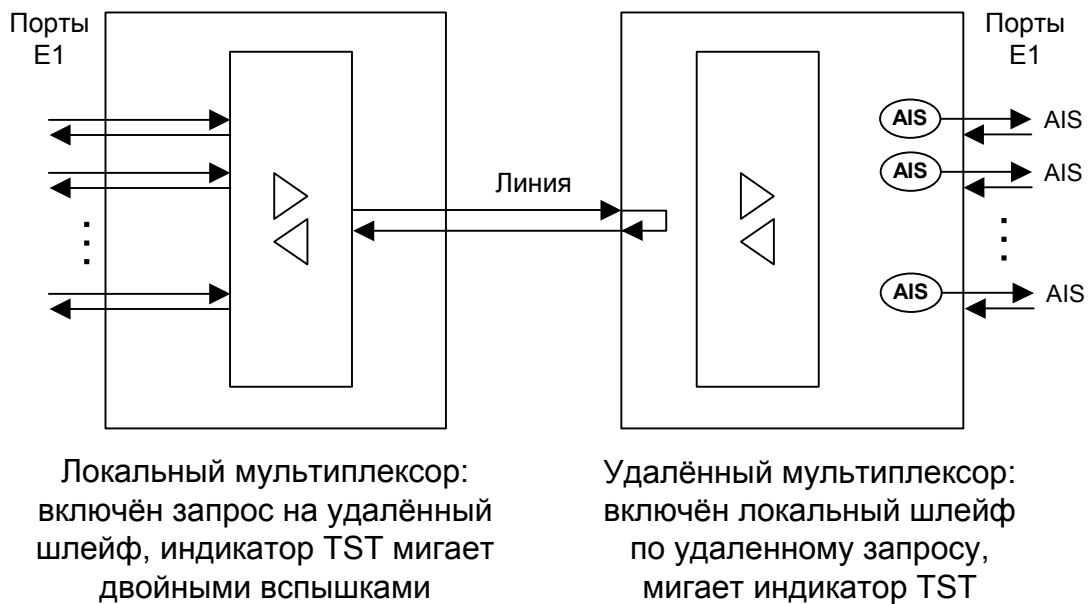 Порты
E1
Порты
E1
AIS
AIS
AIS
AIS
Линия
AIS
AIS
Локальный мультиплексор:
включён запрос на удалённый
шлейф, индикатор TST мигает
двойными вспышками
Удалённый мультиплексор:
включён локальный шлейф
по удаленному запросу,
мигает индикатор TST